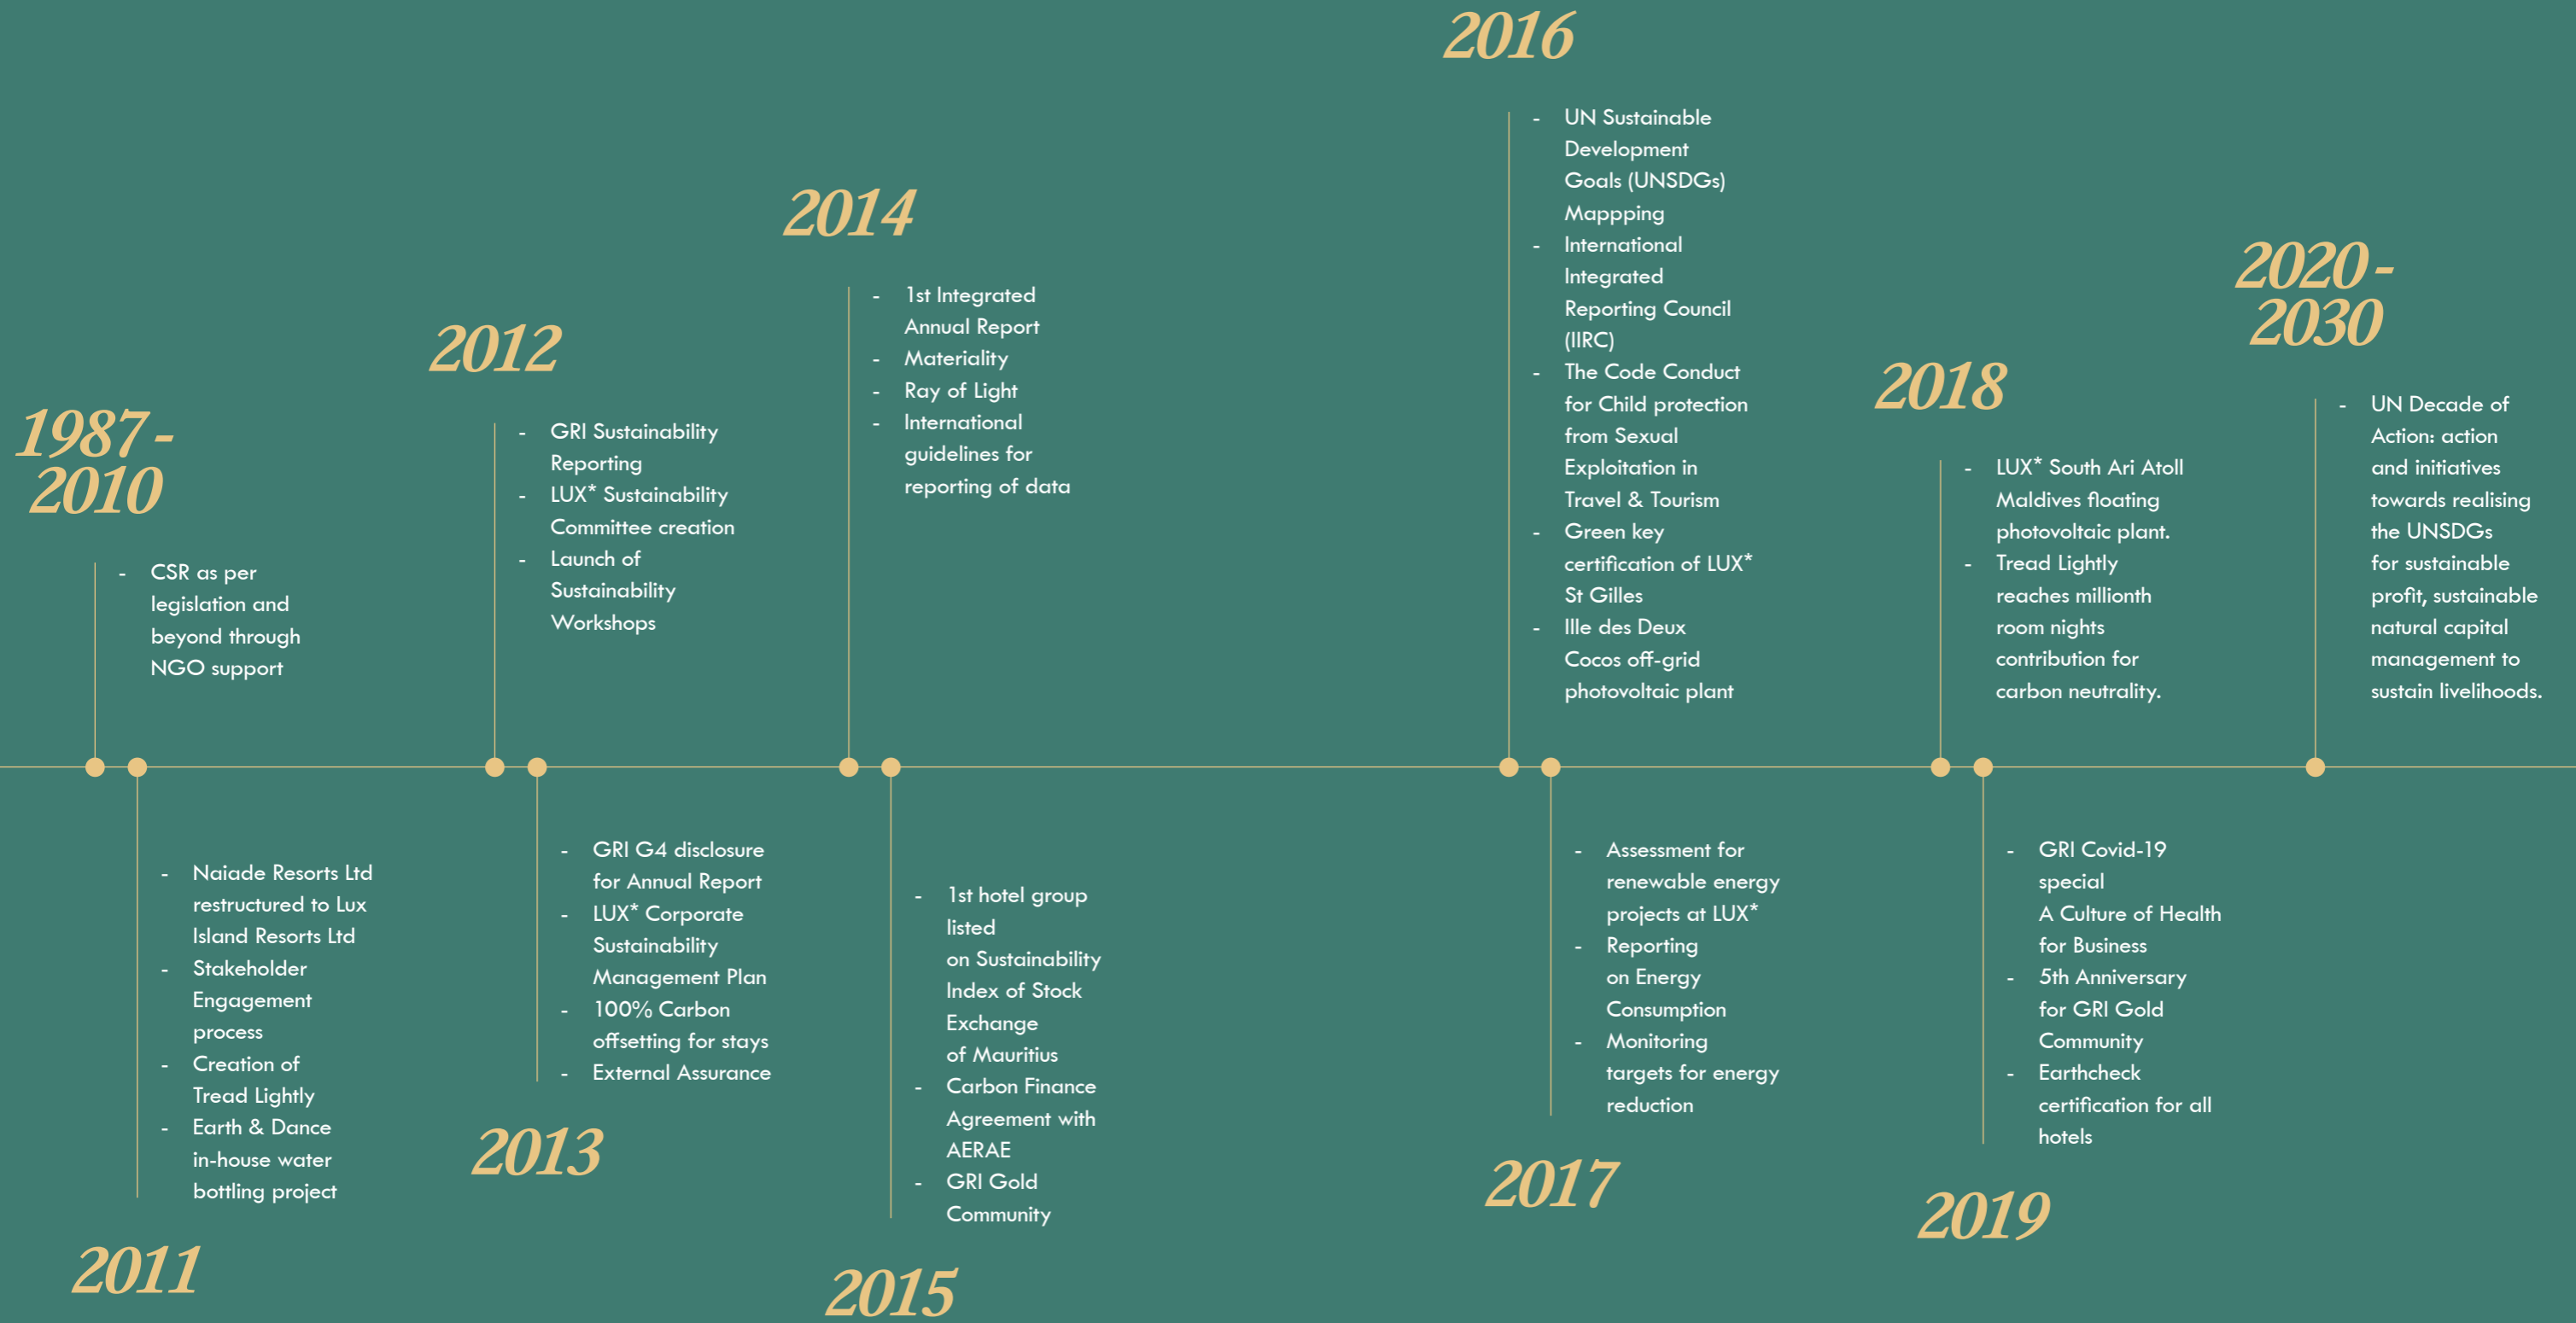 1987-
2010
- CSR as per
legislation and
beyond through
NGO support
- Naiade Resorts Ltd
restructured to Lux
Island Resorts Ltd
- Stakeholder
Engagement
process
- Creation of
Tread Lightly
- Earth & Dance
in-house water
bottling project
2011
2012
- GRI Sustainability
Reporting
- LUX* Sustainability
Committee creation
- Launch of
Sustainability
Workshops
- GRI G4 disclosure
for Annual Report
- LUX* Corporate
Sustainability
Management Plan
- 100% Carbon
offsetting for stays
- External Assurance
2013
2014
- 1st Integrated
Annual Report
- Materiality
- Ray of Light
- International
guidelines for
reporting of data
- 1st hotel group
listed
on Sustainability
Index of Stock
Exchange
of Mauritius
- Carbon Finance
Agreement with
AERAE
- GRI Gold
Community
2015
2016
- UN Sustainable
Development
Goals (UNSDGs)
Mappping
- International
Integrated
Reporting Council
(IIRC)
- The Code Conduct
for Child protection
from Sexual
Exploitation in
Travel & Tourism
- Green key
certification of LUX*
St Gilles
- Ille des Deux
Cocos off-grid
photovoltaic plant
- Assessment for
renewable energy
projects at LUX*
- Reporting
on Energy
Consumption
- Monitoring
targets for energy
reduction
2017
2018
- LUX* South Ari Atoll
Maldives floating
photovoltaic plant.
- Tread Lightly
reaches millionth
room nights
contribution for
carbon neutrality.
- GRI Covid-19
special
A Culture of Health
for Business
- 5th Anniversary
for GRI Gold
Community
- Earthcheck
certification for all
hotels
2019
2020-
2030
- UN Decade of
Action: action
and initiatives
towards realising
the UNSDGs
for sustainable
profit, sustainable
natural capital
management to
sustain livelihoods.